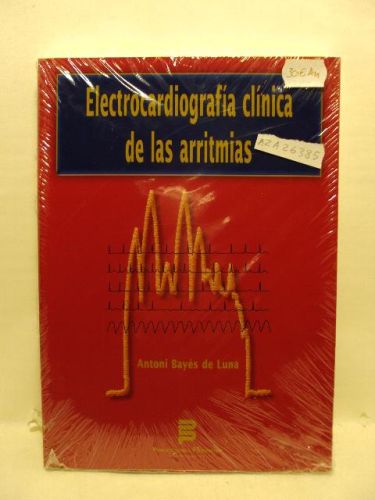 30€ AM
Electrocardiografía clínica
de las arritmias
AZA26385
Antoni Bayés de Luna